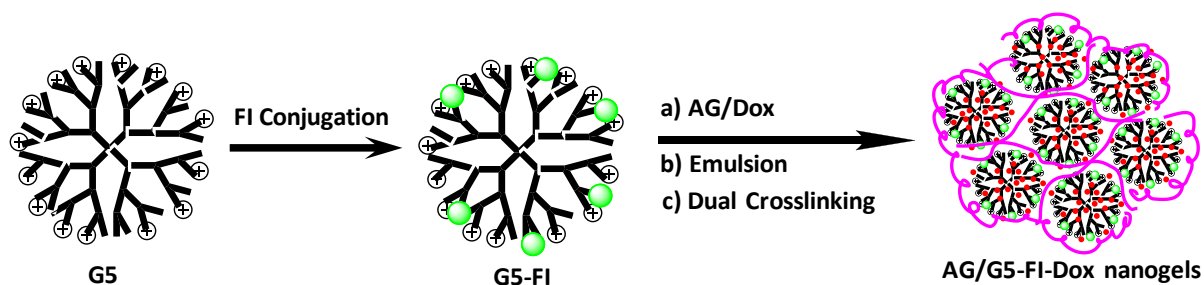 FI Conjugation
a) AG/Dox
b) Emulsion
c) Dual Crosslinking
G5
G5-FI
AG/G5-FI-Dox nanogels